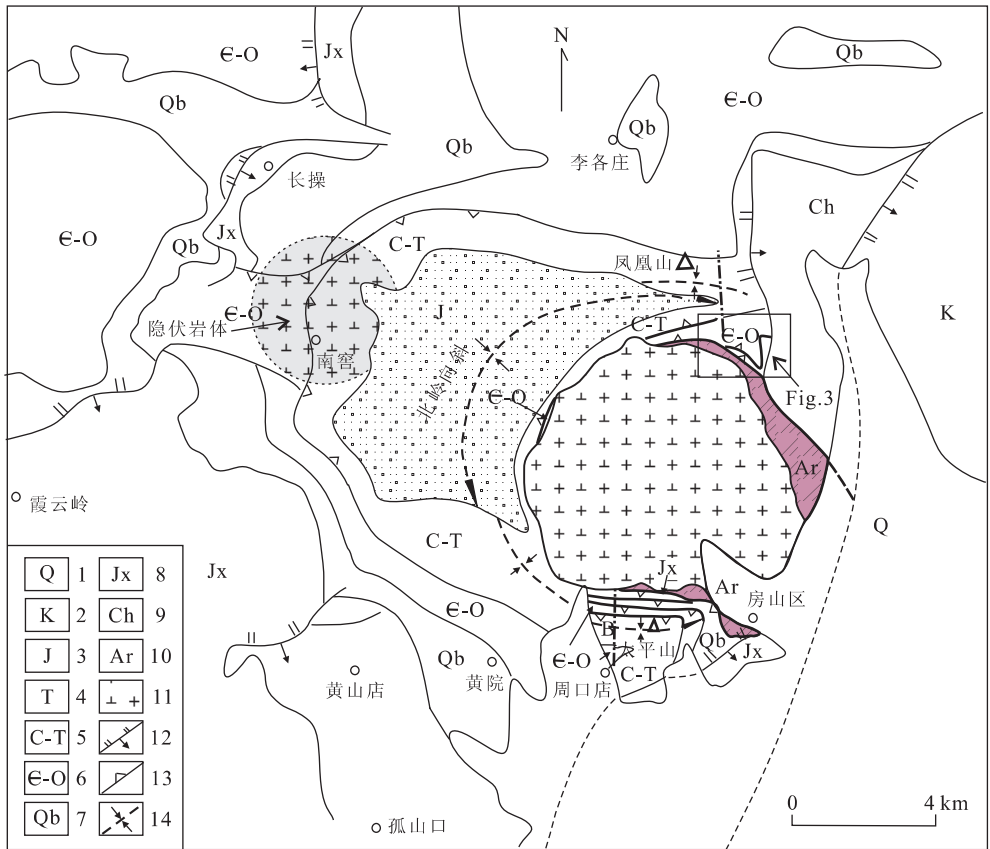 Є-O
Jx
N
Qb
Qb
Є-O
Qb
Qb
李各庄
长操
Ch
Є-O
Qb
Jx
C-T
凤凰山
K
Є-O
J
隐伏岩体
南窖
C-T
Є-O
北岭向斜
Є-O
Fig.3
Ar
霞云岭
Q
C-T
Jx
Jx
Ar
房山区
Є-O
B
太平山
Qb
Jx
Qb
黄院
Є-O
C-T
黄山店
周口店
孤山口
0 4 km
Q 1 Jx 8
K 2 Ch 9
J 3 Ar 10
T 4 11
C-T 5 12
Є-O 6 13
Qb 7 14